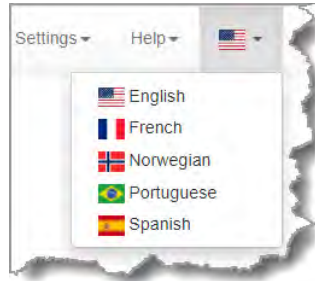 Settings Help
English
French
Norwegian
Portuguese
Spanish